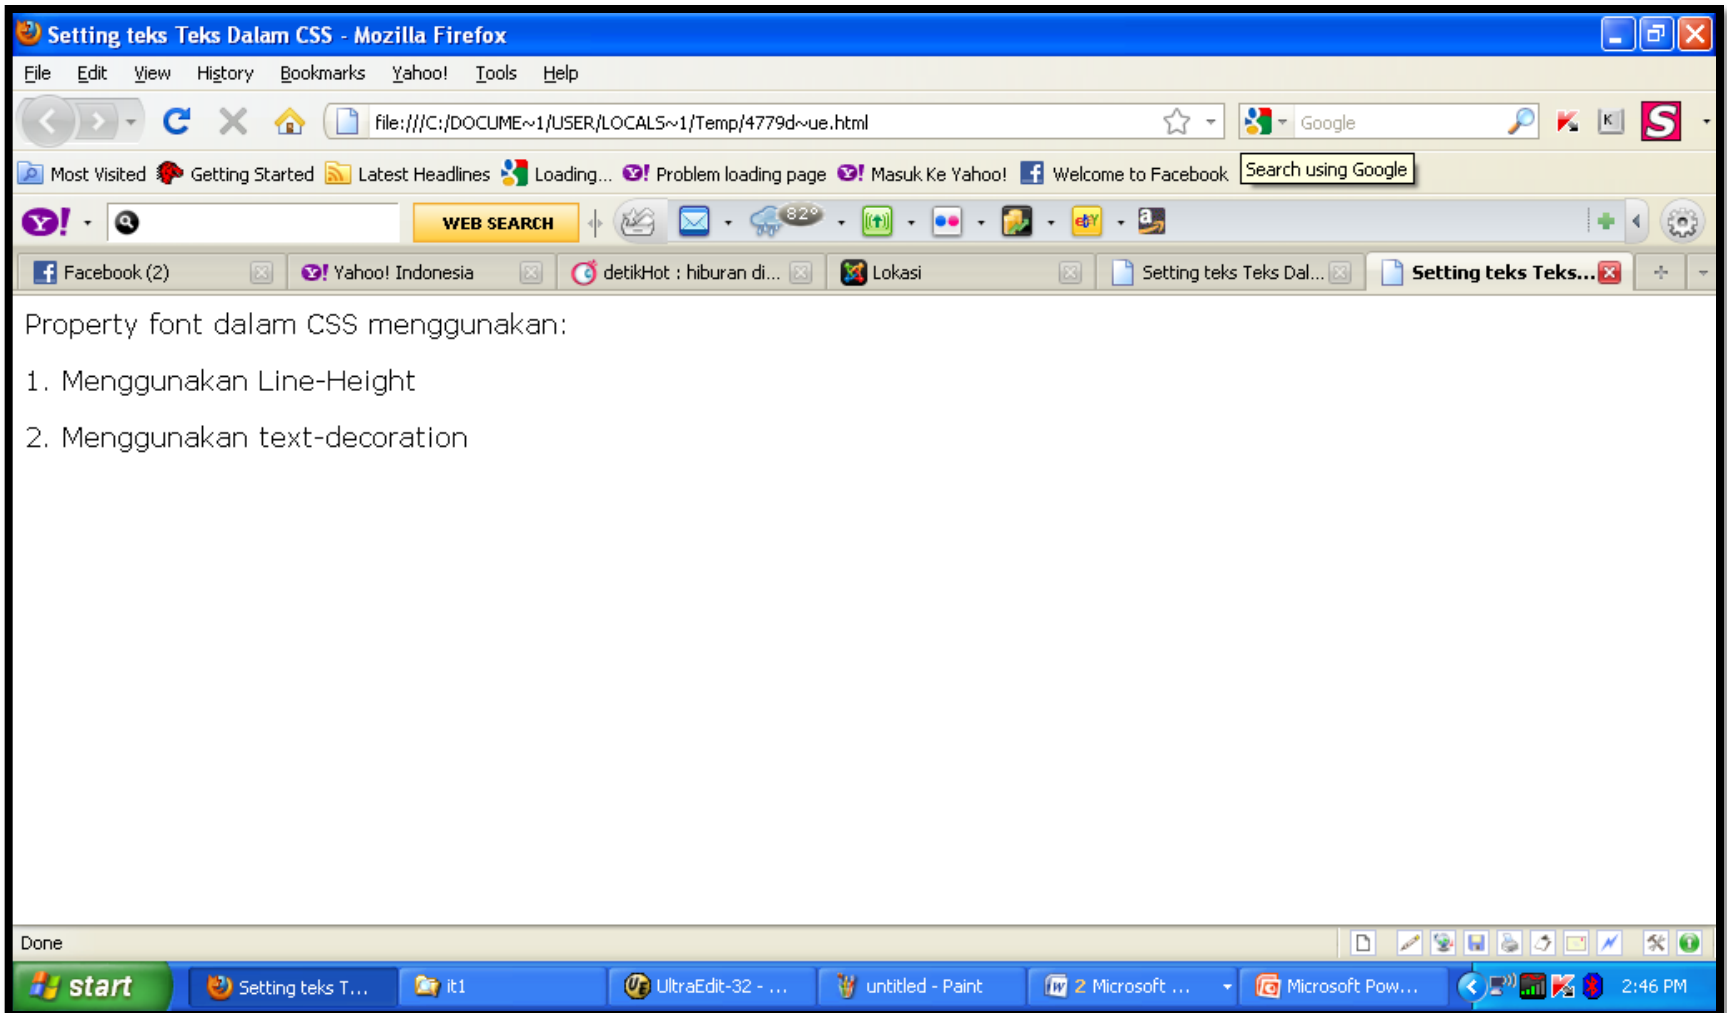 Setting teks Teks Dalam CSS - Mozilla Firefox
File Edit View History Bookmarks Yahoo! Tools Help
file:///C:/DOCUME~1/USER/LOCALS~1/Temp/4779d~ue.html Google K S
Most Visited Getting Started Latest Headlines Loading... Y! Problem loading page Y! Masuk Ke Yahoo! f Welcome to Facebook Search using Google
Y! WEB SEARCH 82° ebY a
f Facebook (2) Y! Yahoo! Indonesia detikHot : hiburan di... Lokasi Setting teks Teks Dal... Setting teks Teks...
Property font dalam CSS menggunakan:
1. Menggunakan Line-Height
2. Menggunakan text-decoration
Done
start Setting teks T... it1 UE UltraEdit-32 - ... untitled - Paint W 2 Microsoft ... Microsoft Pow... 2:46 PM